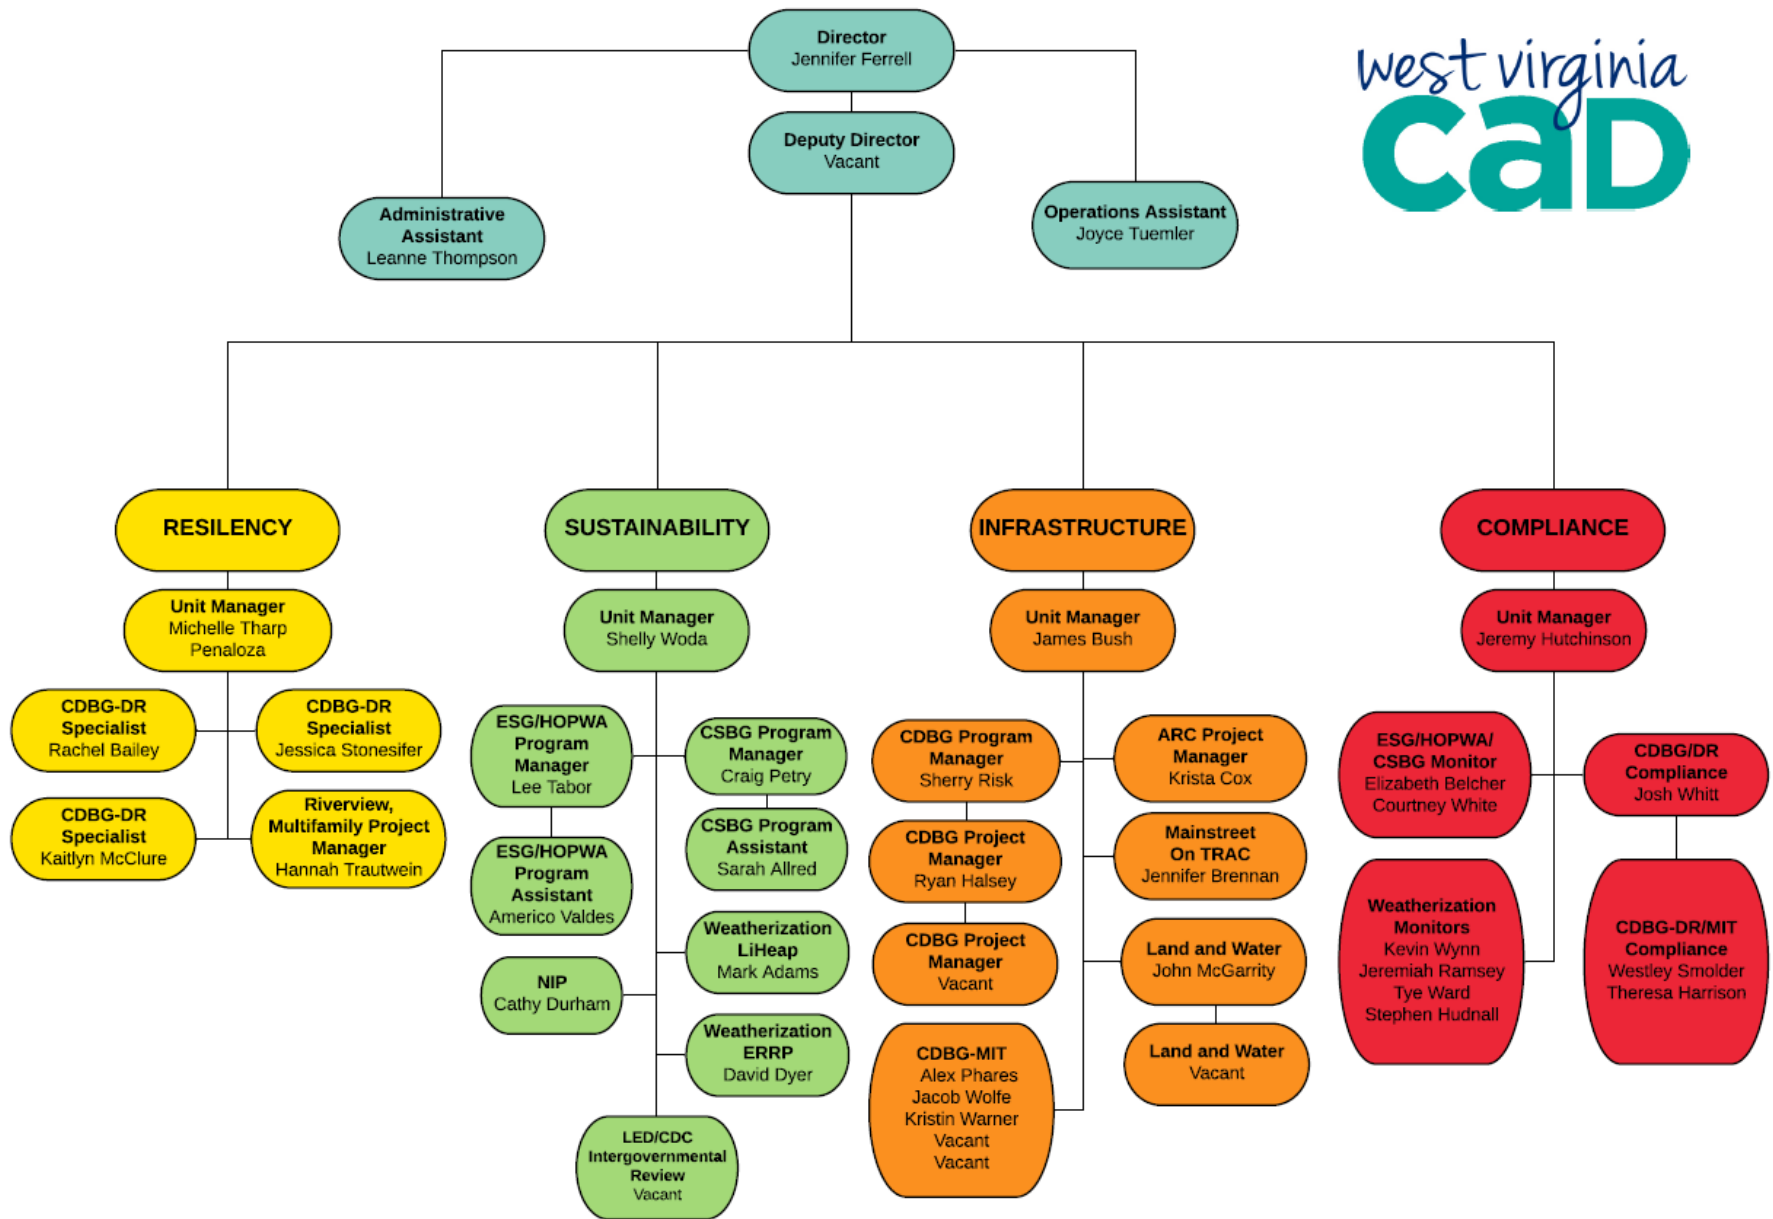 Director
Jennifer Ferrell
west virginia
CaD
Deputy Director
Vacant
Administrative
Assistant
Leanne Thompson
Operations Assistant
Joyce Tuemler
RESILENCY
Unit Manager
Michelle Tharp
Penaloza
CDBG-DR
Specialist
Rachel Bailey
CDBG-DR
Specialist
Jessica Stonesifer
CDBG-DR
Specialist
Kaitlyn McClure
Riverview,
Multifamily Project
Manager
Hannah Trautwein
SUSTAINABILITY
Unit Manager
Shelly Woda
ESG/HOPWA
Program
Manager
Lee Tabor
ESG/HOPWA
Program
Assistant
Americo Valdes
CSBG Program
Manager
Craig Petry
CSBG Program
Assistant
Sarah Allred
Weatherization
LiHeap
Mark Adams
NIP
Cathy Durham
Weatherization
ERRP
David Dyer
LED/CDC
Intergovernmental
Review
Vacant
INFRASTRUCTURE
Unit Manager
James Bush
CDBG Program
Manager
Sherry Risk
CDBG Project
Manager
Ryan Halsey
CDBG Project
Manager
Vacant
CDBG-MIT
Alex Phares
Jacob Wolfe
Kristin Warner
Vacant
Vacant
ARC Project
Manager
Krista Cox
Mainstreet
On TRAC
Jennifer Brennan
Land and Water
John McGarrity
Land and Water
Vacant
COMPLIANCE
Unit Manager
Jeremy Hutchinson
ESG/HOPWA/
CSBG Monitor
Elizabeth Belcher
Courtney White
Weatherization
Monitors
Kevin Wynn
Jeremiah Ramsey
Tye Ward
Stephen Hudnall
CDBG/DR
Compliance
Josh Whitt
CDBG-DR/MIT
Compliance
Westley Smolder
Theresa Harrison